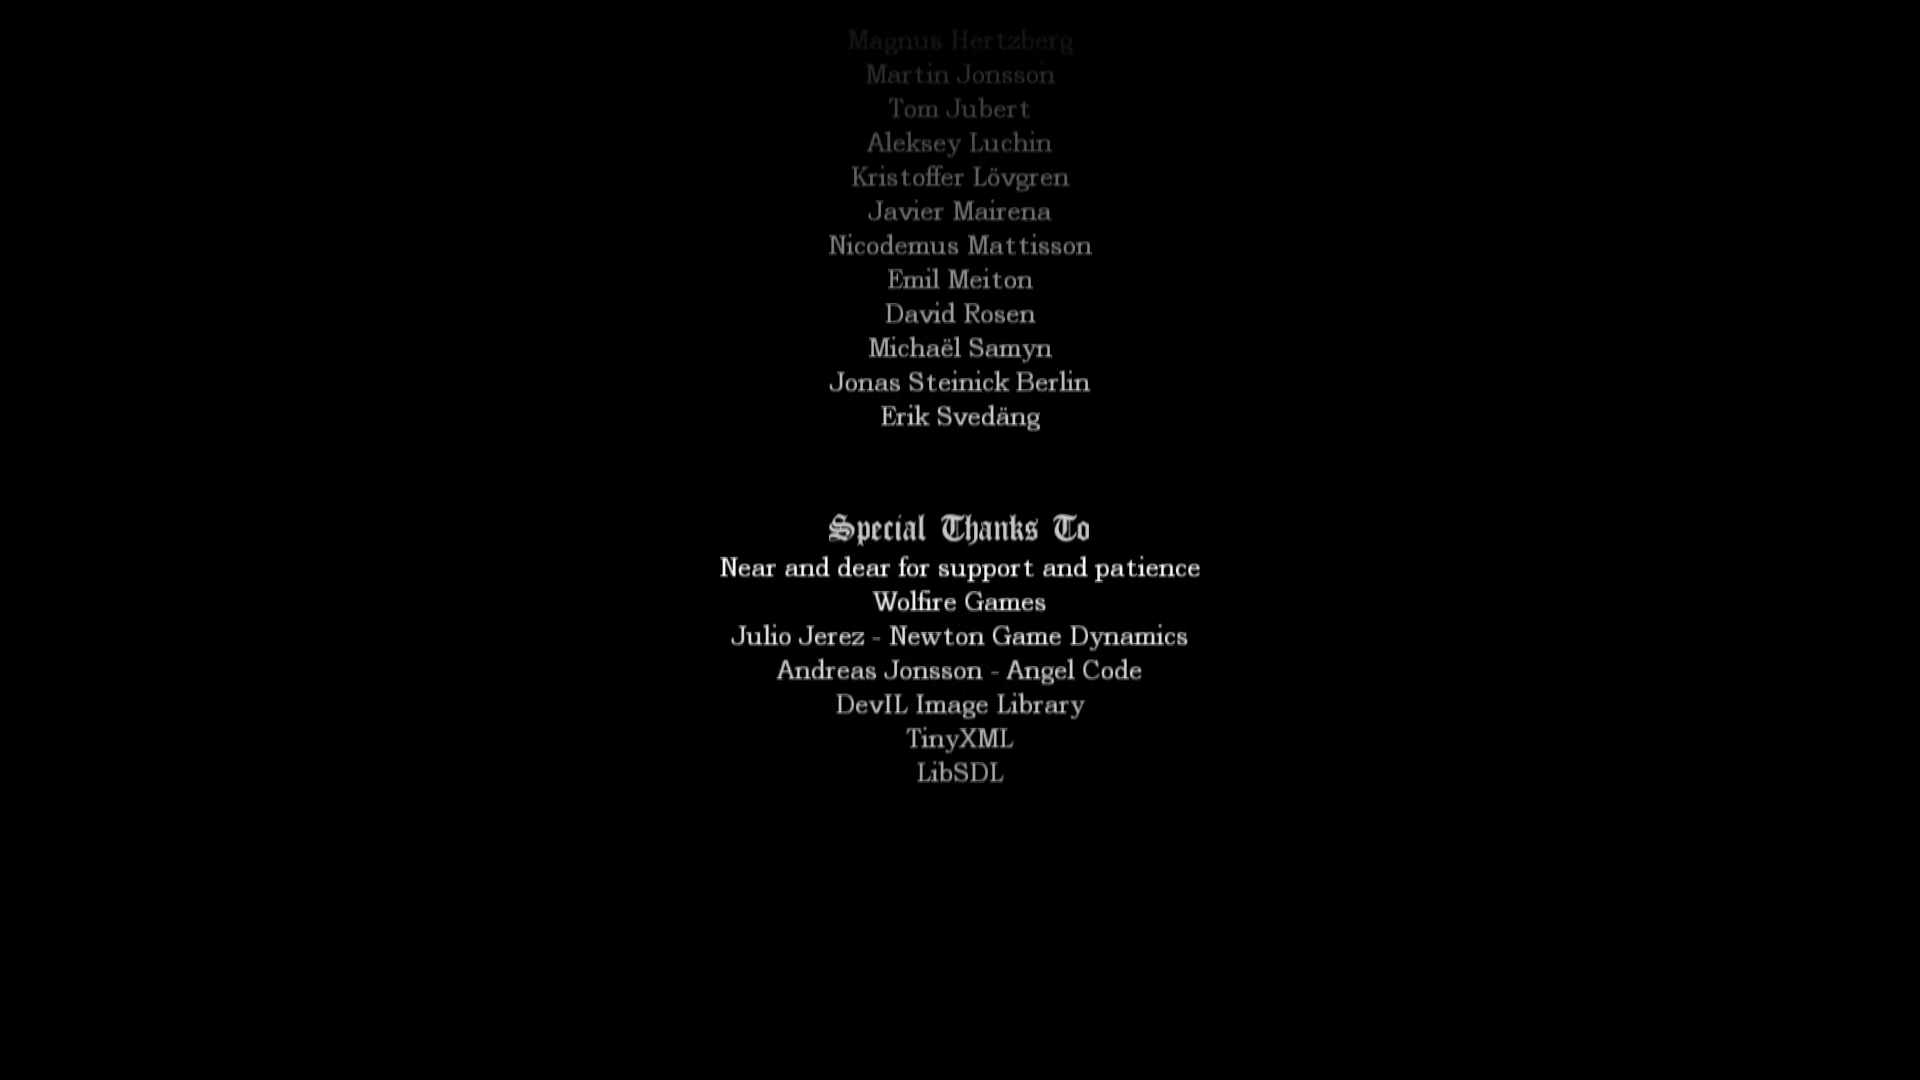 Magnus Hertzberg
Martin Jonsson
Tom Jubert
Aleksey Luchin
Kristoffer Lövgren
Javier Mairena
Nicodemus Mattisson
Emil Meiton
David Rosen
Michaël Samyn
Jonas Steinick Berlin
Erik Svedäng
Special Thanks To
Near and dear for support and patience
Wolfire Games
Julio Jerez - Newton Game Dynamics
Andreas Jonsson - Angel Code
DevIL Image Library
TinyXML
LibSDL